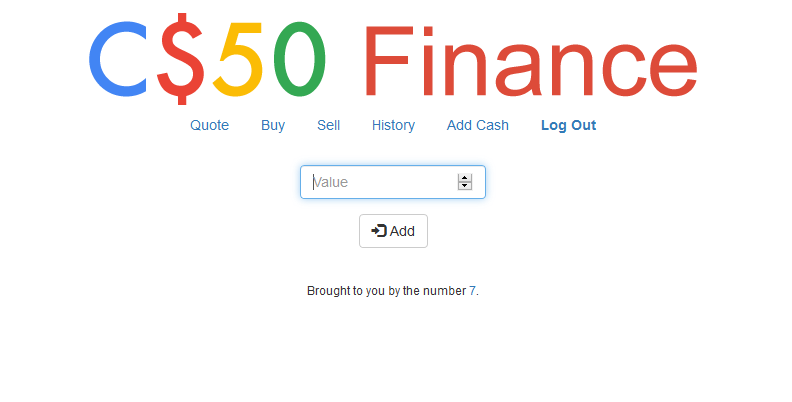 C$50 Finance
Quote Buy Sell History Add Cash Log Out
Value
Add
Brought to you by the number 7.